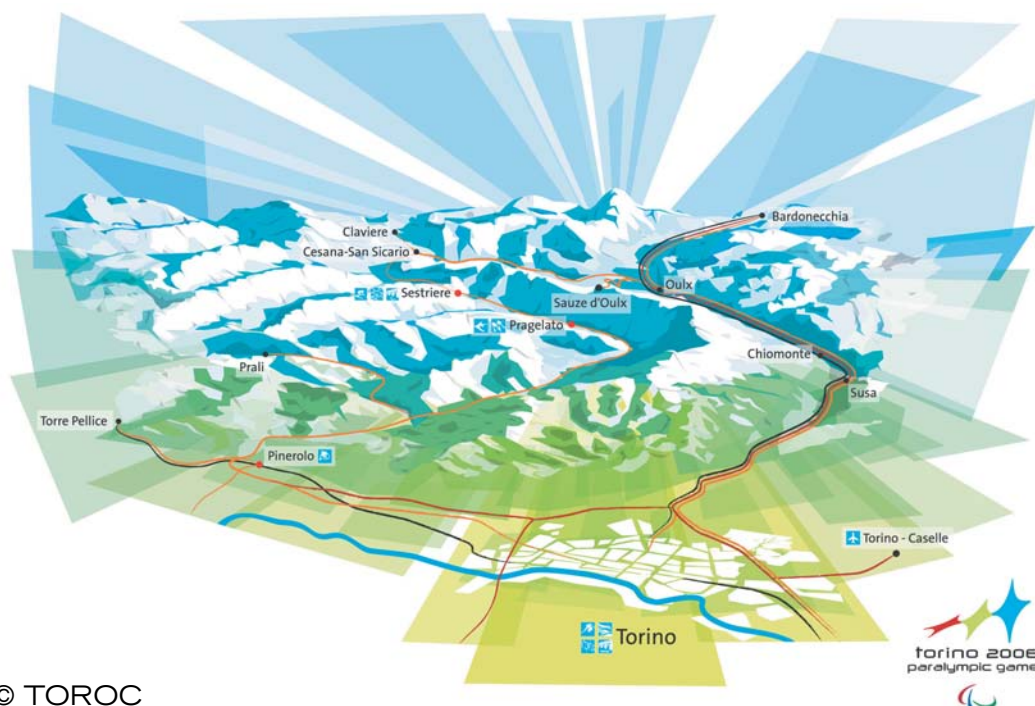 Bardonecchia
Claviere
Cesana-San Sicario
Oulx
Sestriere
Sauze d'Oulx
Pragelato
Chiomonte
Prali
Susa
Torre Pellice
Pinerolo
Torino - Caselle
Torino
torino 2006
paralympic game
© TOROC